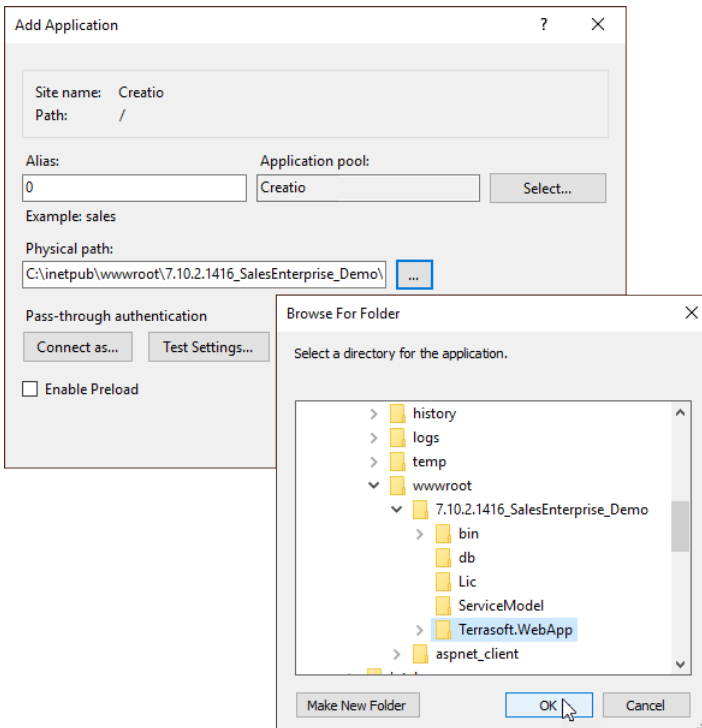 Add Application
?
Site name: Creatio
Path: /
Alias:
Application pool:
0
Creatio
Select...
Example: sales
Physical path:
C:\inetpub\wwwroot\7.10.2.1416_SalesEnterprise_Demo\
...
Pass-through authentication
Connect as...
Test Settings...
Enable Preload
Browse For Folder
Select a directory for the application.
history
logs
temp
wwwroot
7.10.2.1416_SalesEnterprise_Demo
bin
db
Lic
ServiceModel
Terrasoft.WebApp
aspnet_client
Make New Folder
OK
Cancel